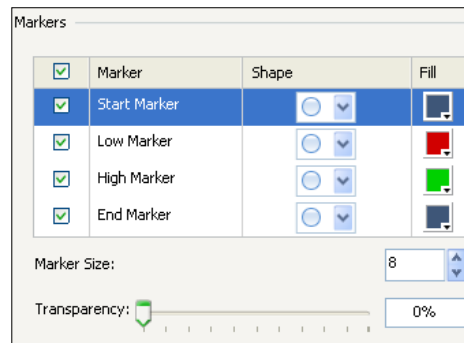 Markers
Marker Shape Fill
Start Marker
Low Marker
High Marker
End Marker
Marker Size: 8
Transparency: 0%